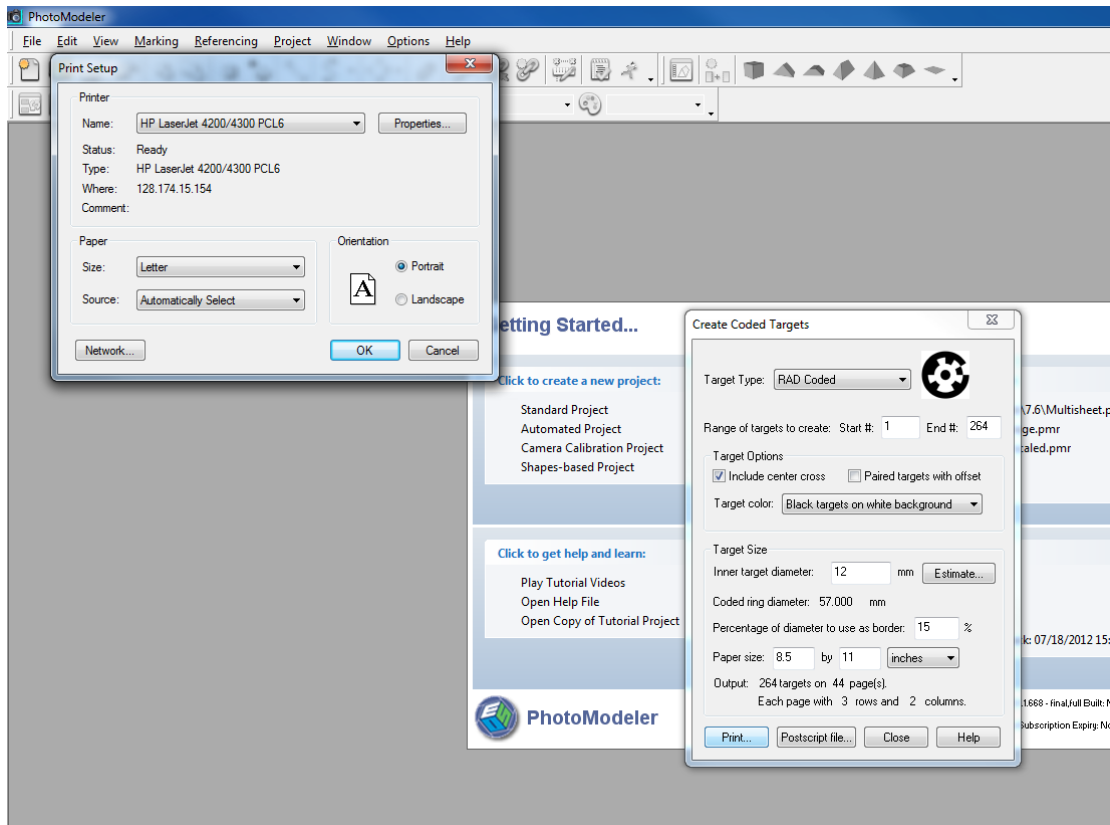 PhotoModeler
File Edit View Marking Referencing Project Window Options Help
Print Setup
Printer
Name: HP LaserJet 4200/4300 PCL6 Properties...
Status: Ready
Type: HP LaserJet 4200/4300 PCL6
Where: 128.174.15.154
Comment:
Paper
Size: Letter
Source: Automatically Select
Orientation
A
Portrait
Landscape
Network... OK Cancel
etting Started...
Click to create a new project:
Standard Project
Automated Project
Camera Calibration Project
Shapes-based Project
\7.6\Multisheet.p
ge.pmr
caled.pmr
Click to get help and learn:
Play Tutorial Videos
Open Help File
Open Copy of Tutorial Project
k: 07/18/2012 15:
PhotoModeler
.1668 - final,full Built: N
Subscription Expiry: No
Create Coded Targets
Target Type: RAD Coded
Range of targets to create: Start #: 1 End #: 264
Target Options
Include center cross Paired targets with offset
Target color: Black targets on white background
Target Size
Inner target diameter: 12 mm Estimate...
Coded ring diameter: 57.000 mm
Percentage of diameter to use as border: 15 %
Paper size: 8.5 by 11 inches
Output: 264 targets on 44 page(s).
Each page with 3 rows and 2 columns.
Print... Postscript file... Close Help